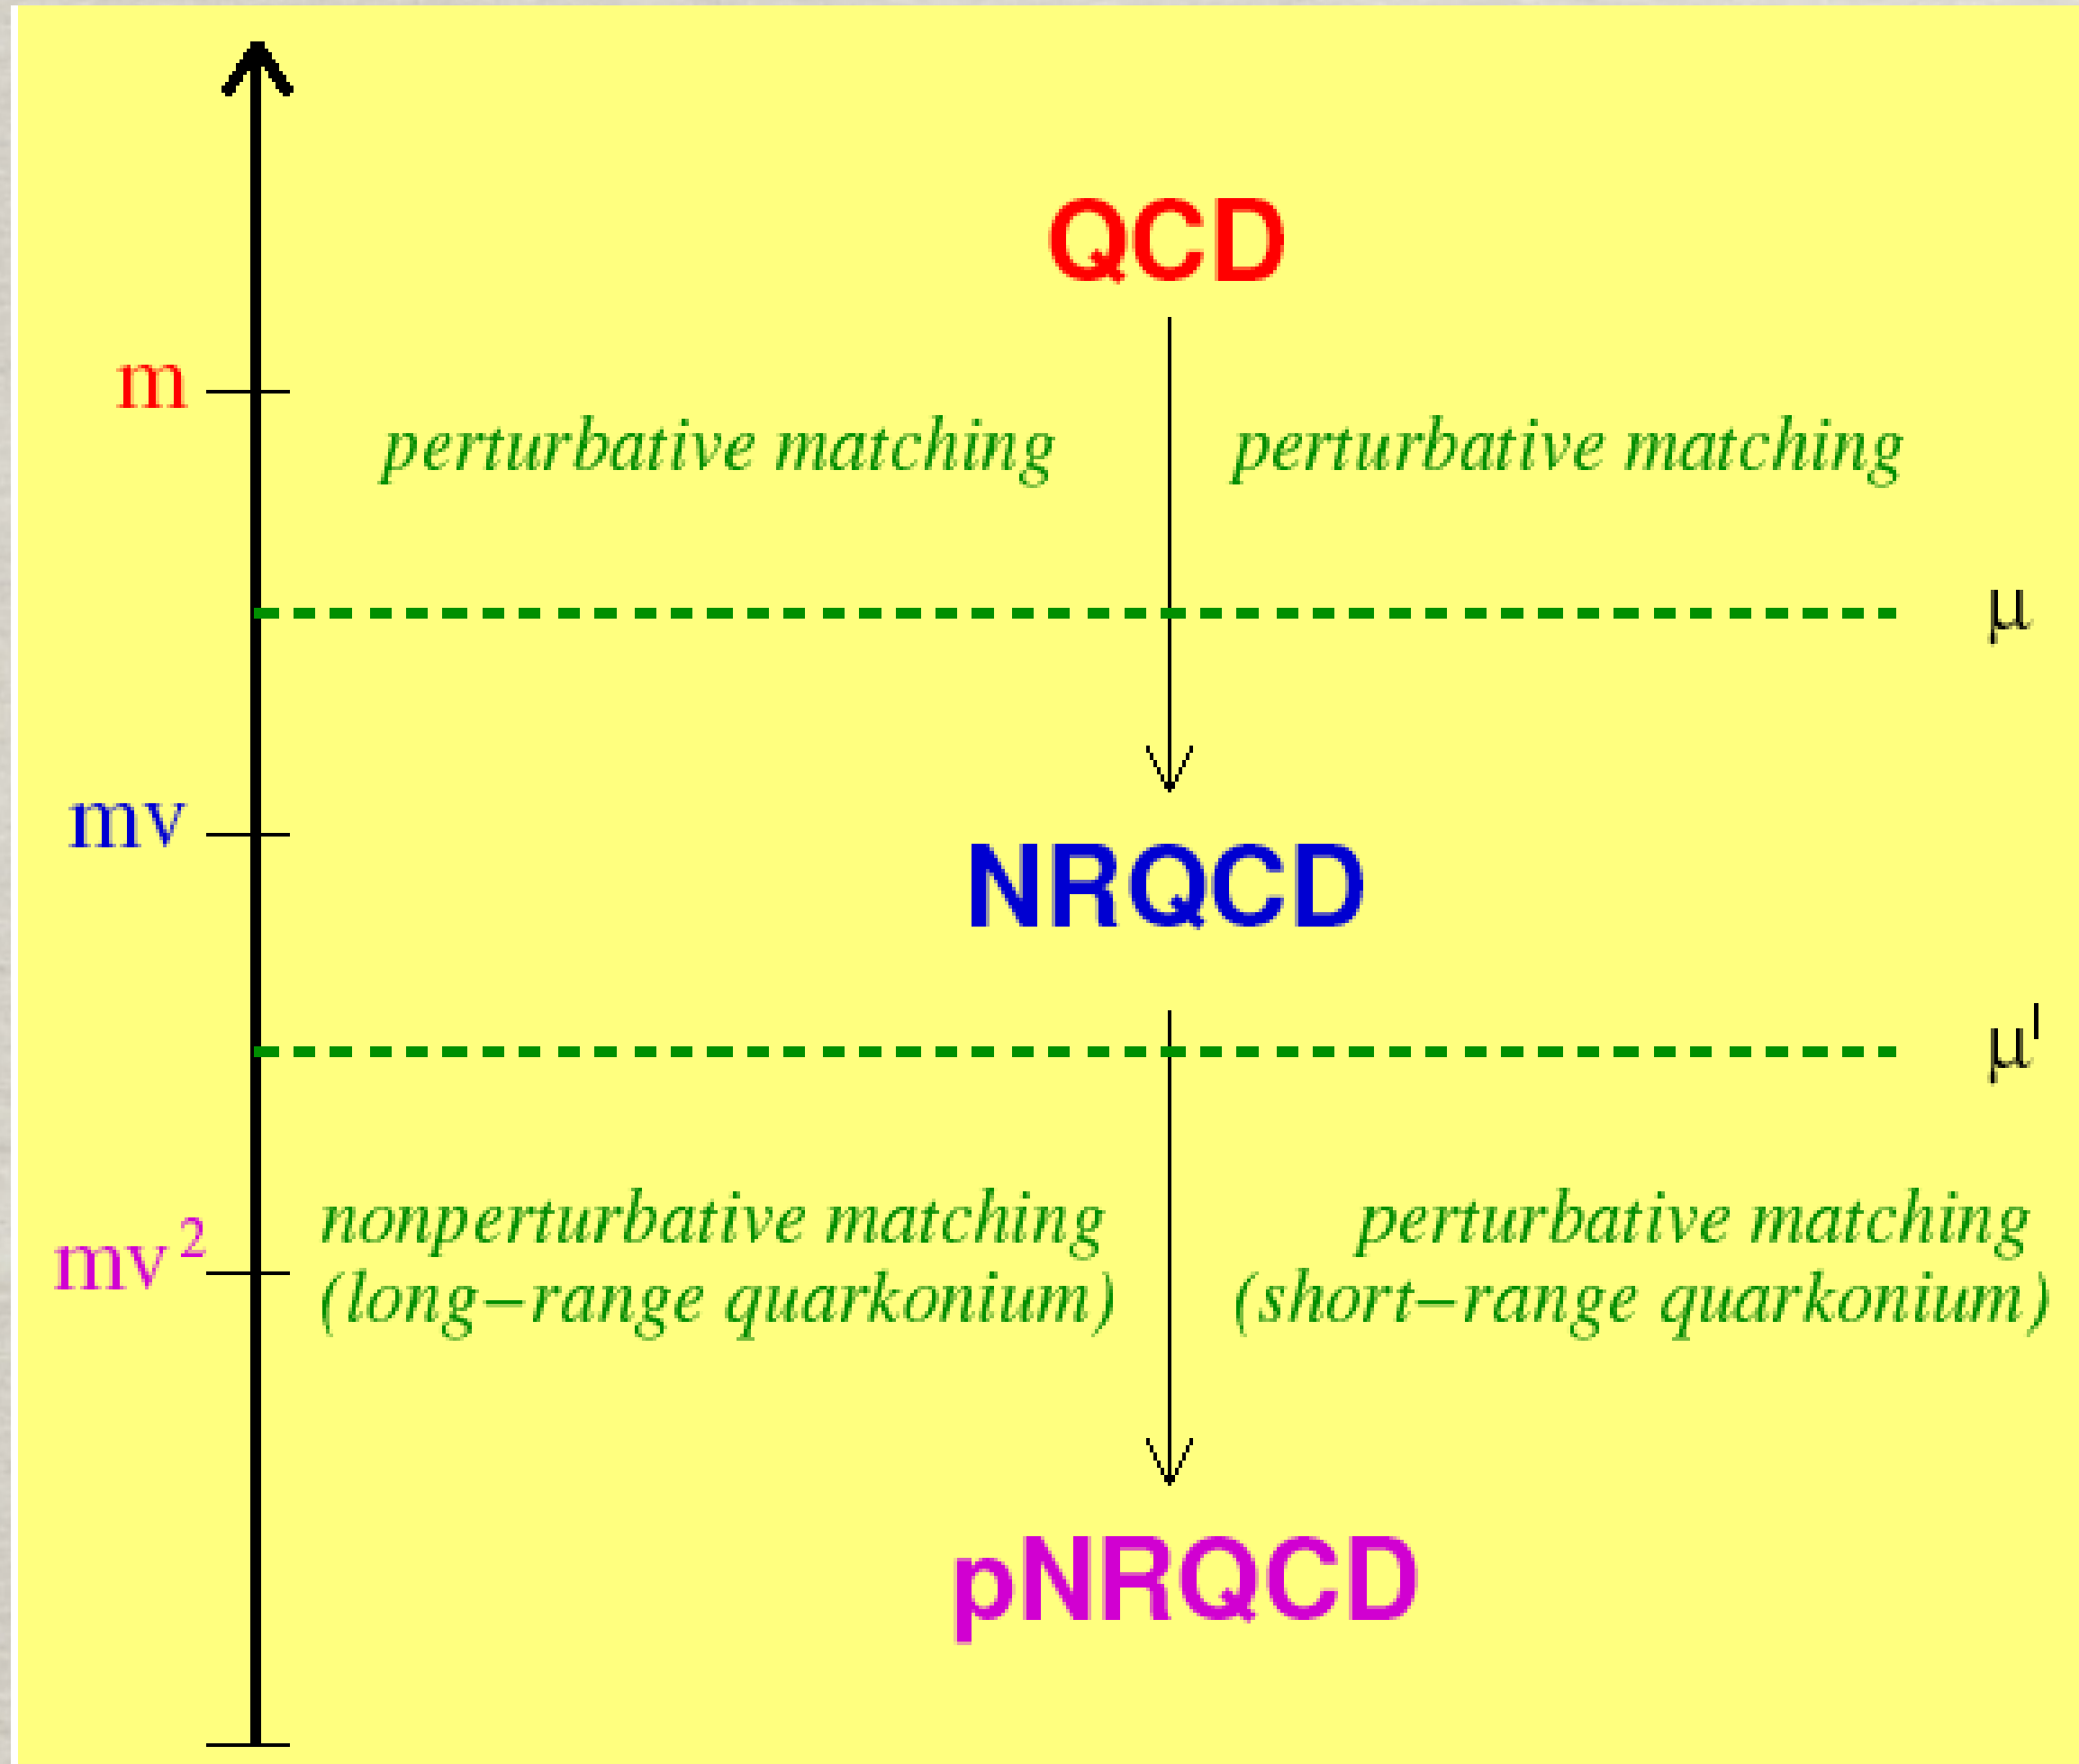 QCD
m
perturbative matching perturbative matching
μ
mv
NRQCD
μ'
nonperturbative matching perturbative matching
mv²
(long–range quarkonium) (short–range quarkonium)
pNRQCD